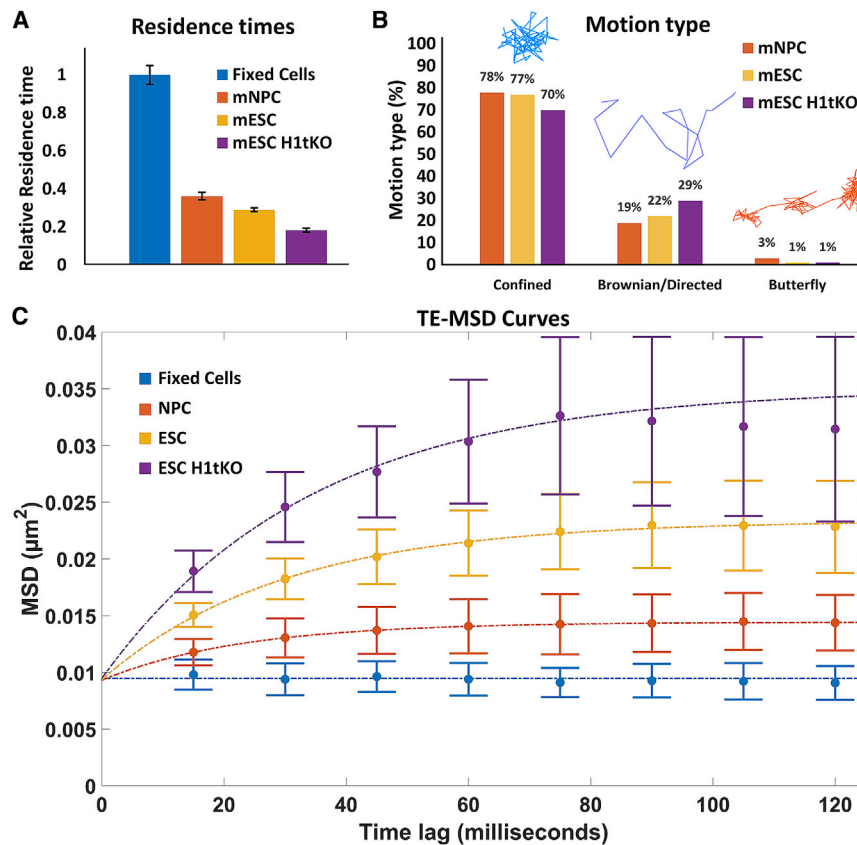 A
Residence times
Relative Residence time
1
0.8
0.6
0.4
0.2
0
Fixed Cells
mNPC
mESC
mESC H1tKO
B
Motion type
Motion type (%)
100
90
80
70
60
50
40
30
20
10
0
mNPC
mESC
mESC H1tKO
78%
77%
70%
19%
22%
29%
3%
1%
1%
Confined
Brownian/Directed
Butterfly
C
TE-MSD Curves
MSD (μm²)
0.04
0.035
0.03
0.025
0.02
0.015
0.01
0.005
0
Fixed Cells
NPC
ESC
ESC H1tKO
0
20
40
60
80
100
120
Time lag (milliseconds)